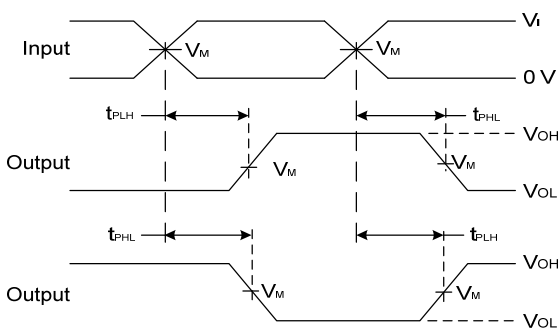 Input VM VM VI
0 V
tPLH tPHL
VOH
Output VM VM
VOL
tPHL tPLH
VOH
Output VM VM
VOL